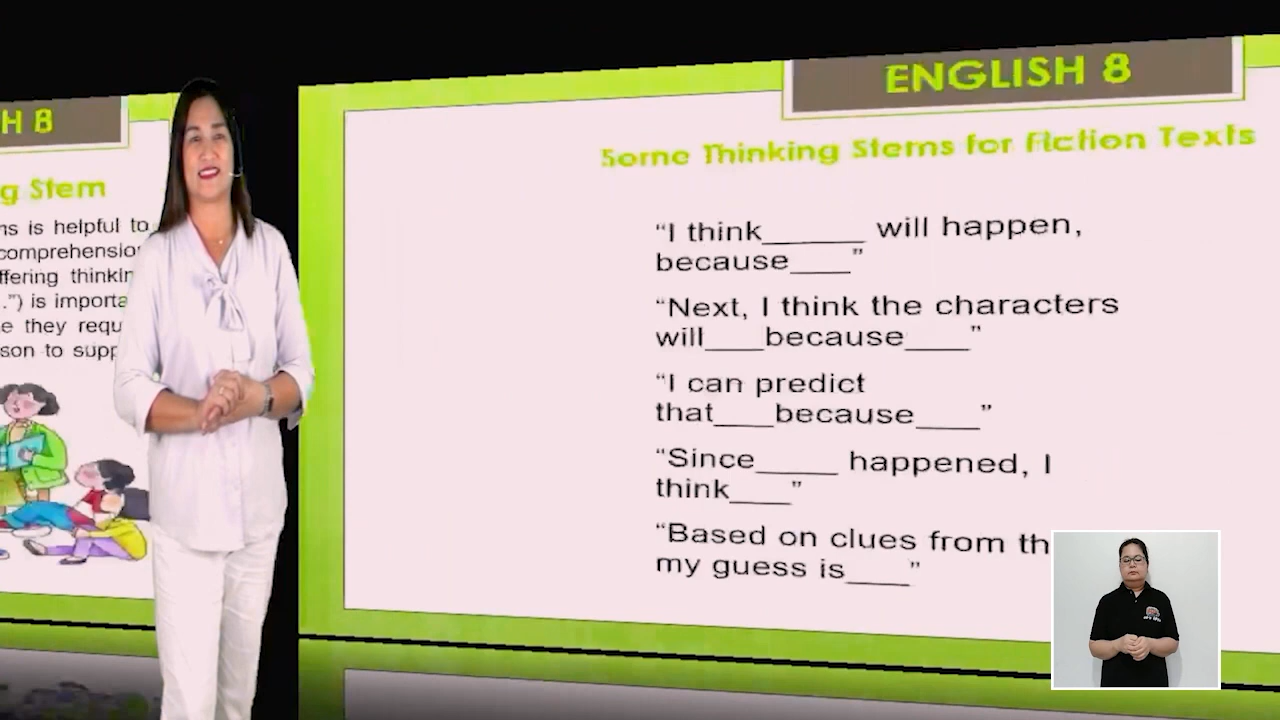 H 8
g Stem
ns is helpful to
comprehension
ffering thinkin
.”) is importa
e they requ
son to supp
ENGLISH 8
Some Thinking Stems for Fiction Texts
“I think______ will happen,
because____”
“Next, I think the characters
will____because____”
“I can predict
that____because____”
“Since_____ happened, I
think____”
“Based on clues from th
my guess is____”